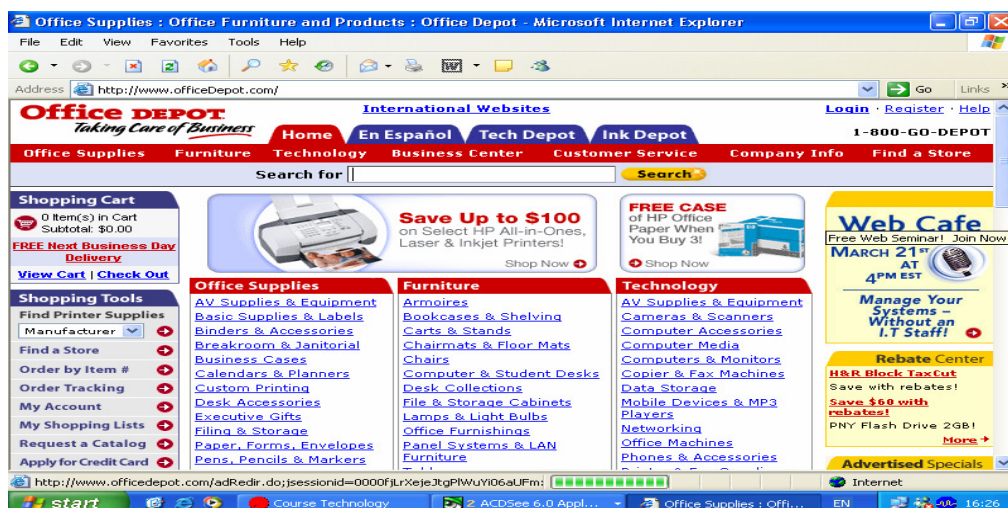 Office Supplies : Office Furniture and Products : Office Depot - Microsoft Internet Explorer
File Edit View Favorites Tools Help
Address http://www.officeDepot.com/ Go Links »
Office DEPOT
Taking Care of Business
International Websites
Login · Register · Help
Home En Español Tech Depot Ink Depot
1-800-GO-DEPOT
Office Supplies Furniture Technology Business Center Customer Service Company Info Find a Store
Search for Search
Shopping Cart
0 Item(s) in Cart
Subtotal: $0.00
FREE Next Business Day
Delivery
View Cart | Check Out
Shopping Tools
Find Printer Supplies
Manufacturer
Find a Store
Order by Item #
Order Tracking
My Account
My Shopping Lists
Request a Catalog
Apply for Credit Card
Save Up to $100
on Select HP All-in-Ones,
Laser & Inkjet Printers!
Shop Now
FREE CASE
of HP Office
Paper When
You Buy 3!
Shop Now
Office Supplies
AV Supplies & Equipment
Basic Supplies & Labels
Binders & Accessories
Breakroom & Janitorial
Business Cases
Calendars & Planners
Custom Printing
Desk Accessories
Executive Gifts
Filing & Storage
Paper, Forms, Envelopes
Pens, Pencils & Markers
Furniture
Armoires
Bookcases & Shelving
Carts & Stands
Chairmats & Floor Mats
Chairs
Computer & Student Desks
Desk Collections
File & Storage Cabinets
Lamps & Light Bulbs
Office Furnishings
Panel Systems & LAN
Furniture
Technology
AV Supplies & Equipment
Cameras & Scanners
Computer Accessories
Computer Media
Computers & Monitors
Copier & Fax Machines
Data Storage
Mobile Devices & MP3
Players
Networking
Office Machines
Phones & Accessories
Web Cafe
Free Web Seminar! Join Now
MARCH 21ST
AT
4PM EST
Manage Your
Systems –
Without an
I.T Staff!
Rebate Center
H&R Block TaxCut
Save with rebates!
Save $60 with
rebates!
PNY Flash Drive 2GB!
More
Advertised Specials
http://www.officedepot.com/adRedir.do;jsessionid=0000fjLrXejeJtgPlWuYi06aUFm: Internet
start Course Technology 2 ACDSee 6.0 Appl... Office Supplies : Offi... EN 16:26